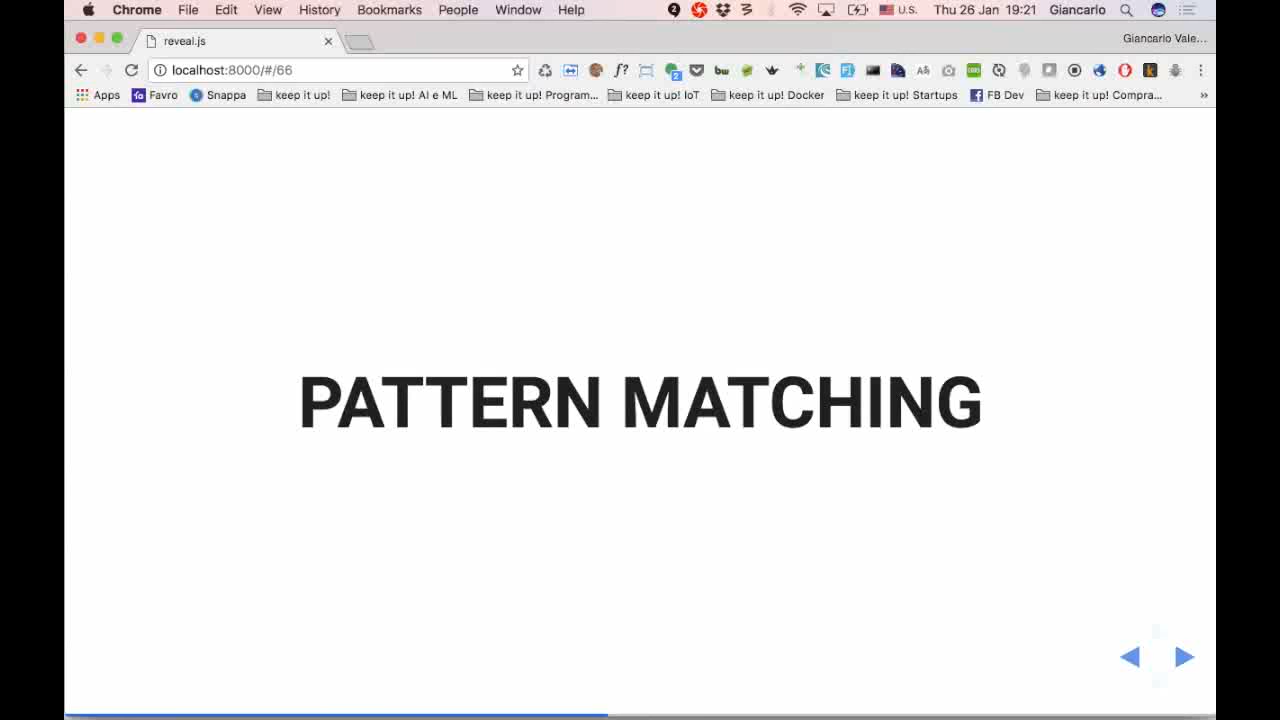 Chrome File Edit View History Bookmarks People Window Help U.S. Thu 26 Jan 19:21 Giancarlo
reveal.js Giancarlo Vale...
localhost:8000/#/66 f? 2 bw
Apps Favro Snappa keep it up! keep it up! AI e ML keep it up! Program... keep it up! IoT keep it up! Docker keep it up! Startups FB Dev keep it up! Compra... »
PATTERN MATCHING